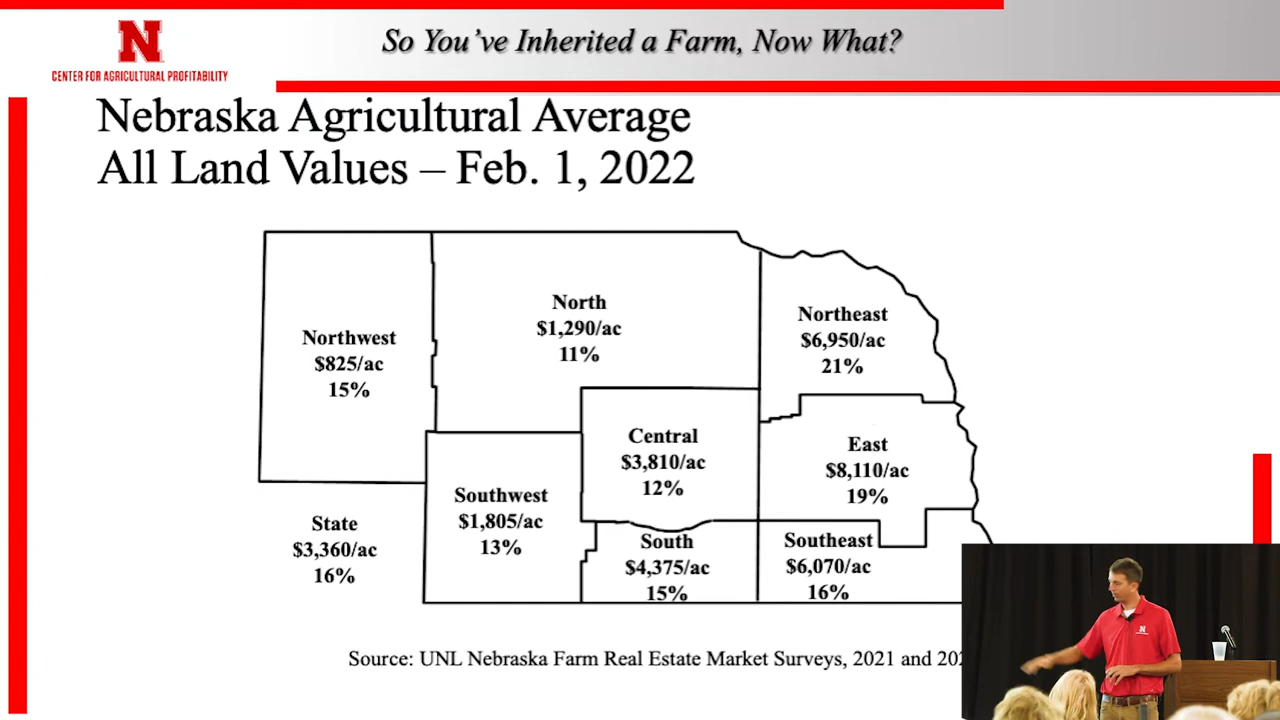 So You've Inherited a Farm, Now What?
N
CENTER FOR AGRICULTURAL PROFITABILITY
Nebraska Agricultural Average
All Land Values – Feb. 1, 2022
North
$1,290/ac
11%
Northeast
$6,950/ac
21%
Northwest
$825/ac
15%
Central
$3,810/ac
12%
East
$8,110/ac
19%
Southwest
$1,805/ac
13%
State
$3,360/ac
16%
South
$4,375/ac
15%
Southeast
$6,070/ac
16%
N
Source: UNL Nebraska Farm Real Estate Market Surveys, 2021 and